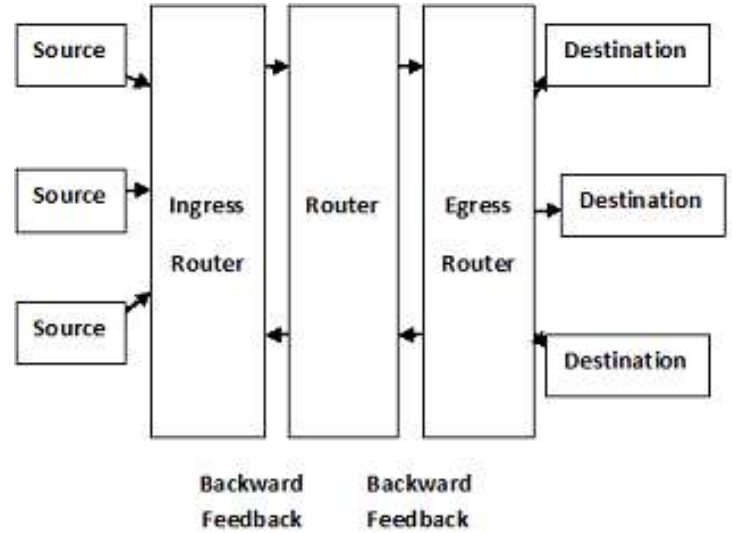 Source
Source
Source
Ingress
Router
Router
Egress
Router
Destination
Destination
Destination
Backward
Feedback
Backward
Feedback